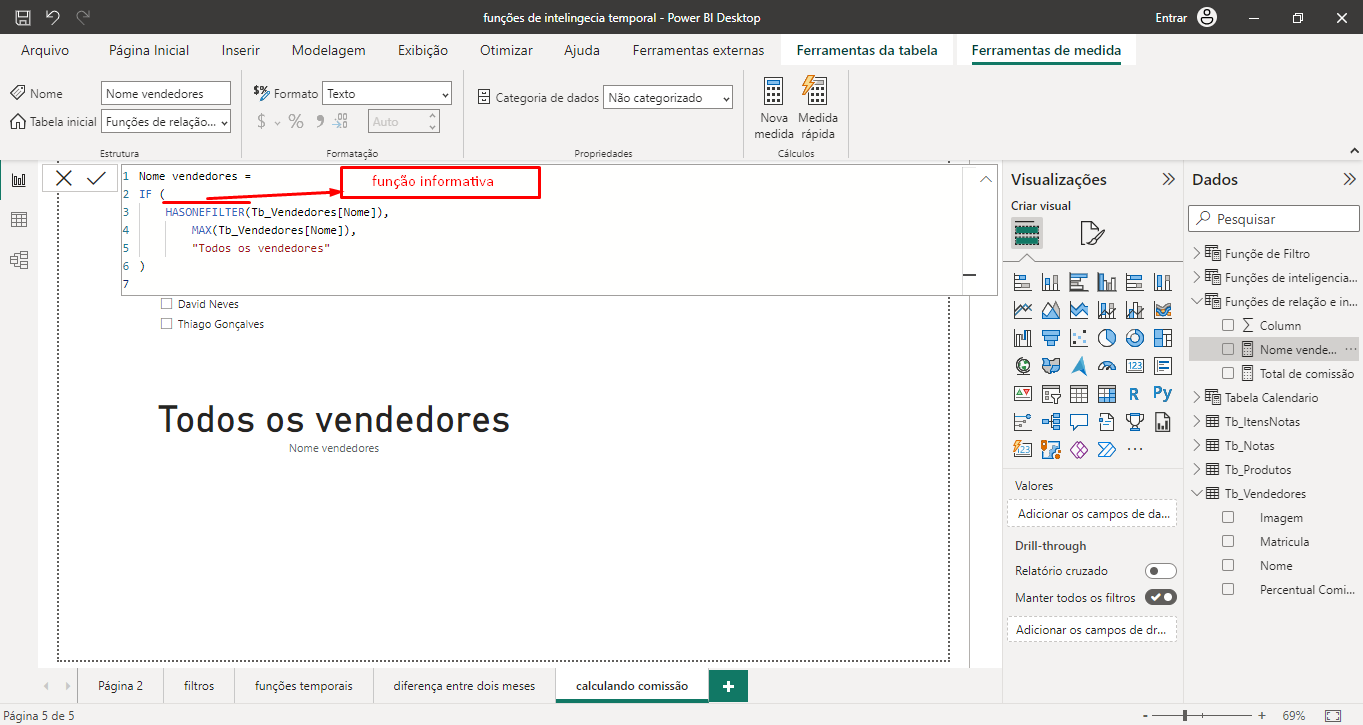 funções de intelingecia temporal - Power BI Desktop
Entrar
Arquivo
Página Inicial
Inserir
Modelagem
Exibição
Otimizar
Ajuda
Ferramentas externas
Ferramentas da tabela
Ferramentas de medida
Nome
Nome vendedores
Tabela inicial
Funções de relação...
Estrutura
$% Formato
Texto
$ % 9 .00
Auto
Formatação
Categoria de dados
Não categorizado
Propriedades
Nova medida
Medida rápida
Cálculos
1 Nome vendedores =
2 IF (
3 HASONEFILTER(Tb_Vendedores[Nome]),
4 MAX(Tb_Vendedores[Nome]),
5 "Todos os vendedores"
6 )
7
função informativa
David Neves
Thiago Gonçalves
Todos os vendedores
Nome vendedores
Visualizações
Criar visual
123
R
Py
123
...
Valores
Adicionar os campos de da...
Drill-through
Relatório cruzado
Manter todos os filtros
Adicionar os campos de dr...
Dados
Pesquisar
Funçõe de Filtro
Funções de inteligencia...
Funções de relação e in...
Column
Nome vende... ...
Total de comissão
Tabela Calendario
Tb_ItensNotas
Tb_Notas
Tb_Produtos
Tb_Vendedores
Imagem
Matricula
Nome
Percentual Comi...
Página 2
filtros
funções temporais
diferença entre dois meses
calculando comissão
+
Página 5 de 5
- + 69%